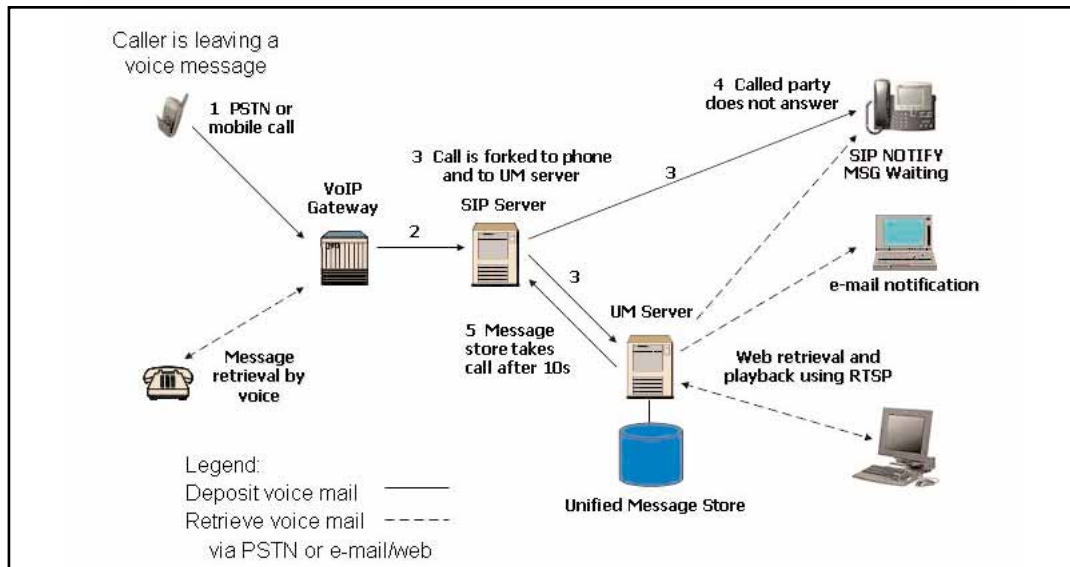 Caller is leaving a
voice message
1 PSTN or
mobile call
VoIP
Gateway
2
3 Call is forked to phone
and to UM server
SIP Server
3
4 Called party
does not answer
SIP NOTIFY
MSG Waiting
3
UM Server
e-mail notification
5 Message
store takes
call after 10s
Message
retrieval by
voice
Web retrieval and
playback using RTSP
Unified Message Store
Legend:
Deposit voice mail
Retrieve voice mail
via PSTN or e-mail/web